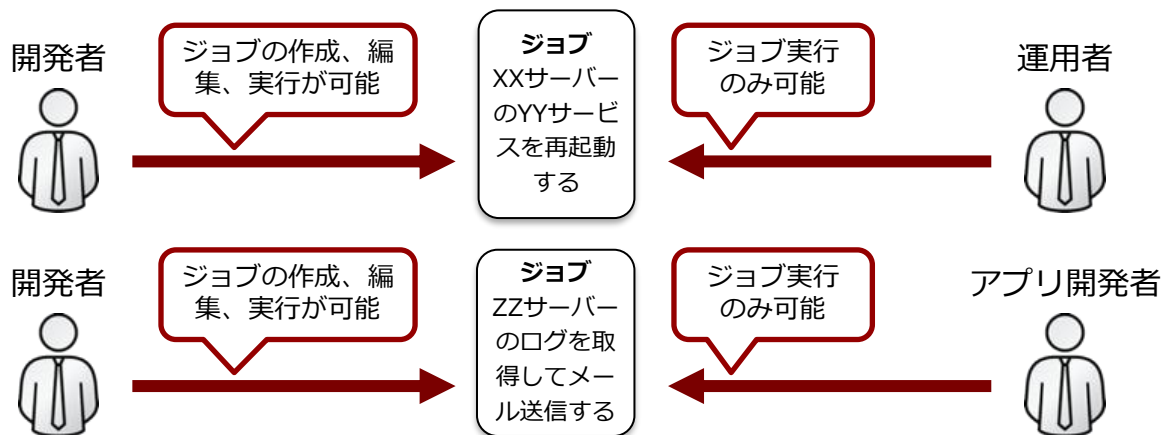 開発者
ジョブの作成、編
集、実行が可能
ジョブ
XXサーバー
のYYサービ
スを再起動
する
ジョブ実行
のみ可能
運用者
開発者
ジョブの作成、編
集、実行が可能
ジョブ
ZZサーバー
のログを取
得してメー
ル送信する
ジョブ実行
のみ可能
アプリ開発者